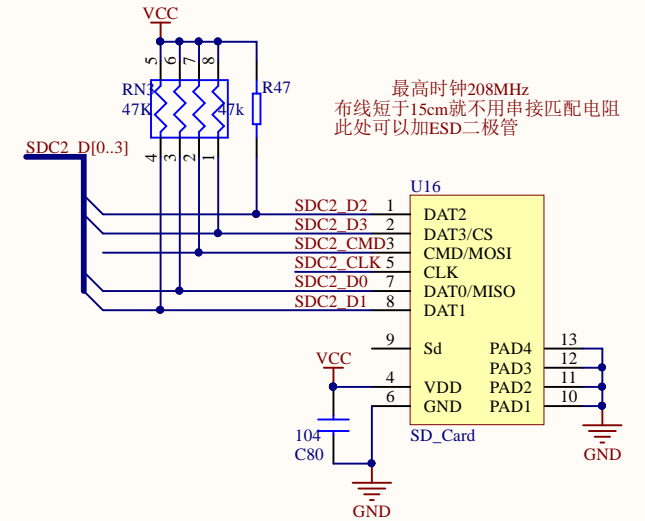 VCC
5 6 7 8
RN3
R47
47K
47k
4 3 2 1
最高时钟208MHz
布线短于15cm就不用串接匹配电阻
此处可以加ESD二极管
SDC2_D[0..3]
U16
SDC2_D2 1 DAT2
SDC2_D3 2 DAT3/CS
SDC2_CMD 3 CMD/MOSI
SDC2_CLK 5 CLK
SDC2_D0 7 DAT0/MISO
SDC2_D1 8 DAT1
9 Sd PAD4 13
PAD3 12
VCC
4 VDD PAD2 11
6 GND PAD1 10
104
C80
SD_Card
GND
GND